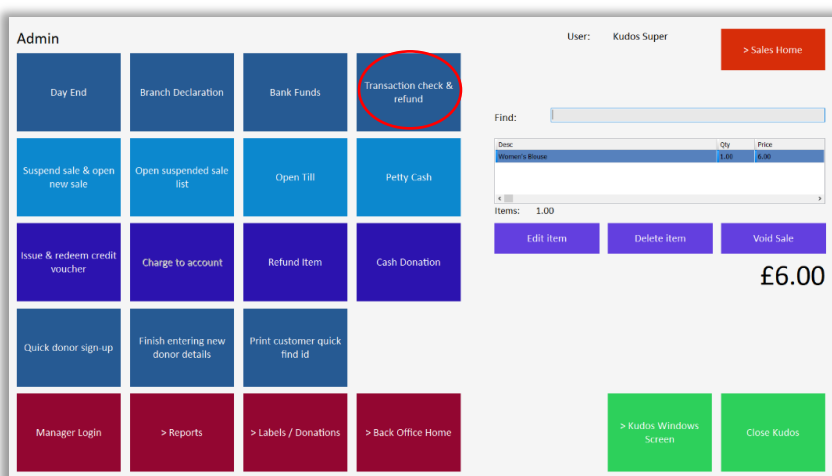 Admin
User: Kudos Super
> Sales Home
Day End
Branch Declaration
Bank Funds
Transaction check &
refund
Find:
Desc Qty Price
Women's Blouse 1.00 6.00
Items: 1.00
Suspend sale & open
new sale
Open suspended sale
list
Open Till
Petty Cash
Edit item
Delete item
Void Sale
£6.00
Issue & redeem credit
voucher
Charge to account
Refund Item
Cash Donation
Quick donor sign-up
Finish entering new
donor details
Print customer quick
find id
Manager Login
> Reports
> Labels / Donations
> Back Office Home
> Kudos Windows
Screen
Close Kudos